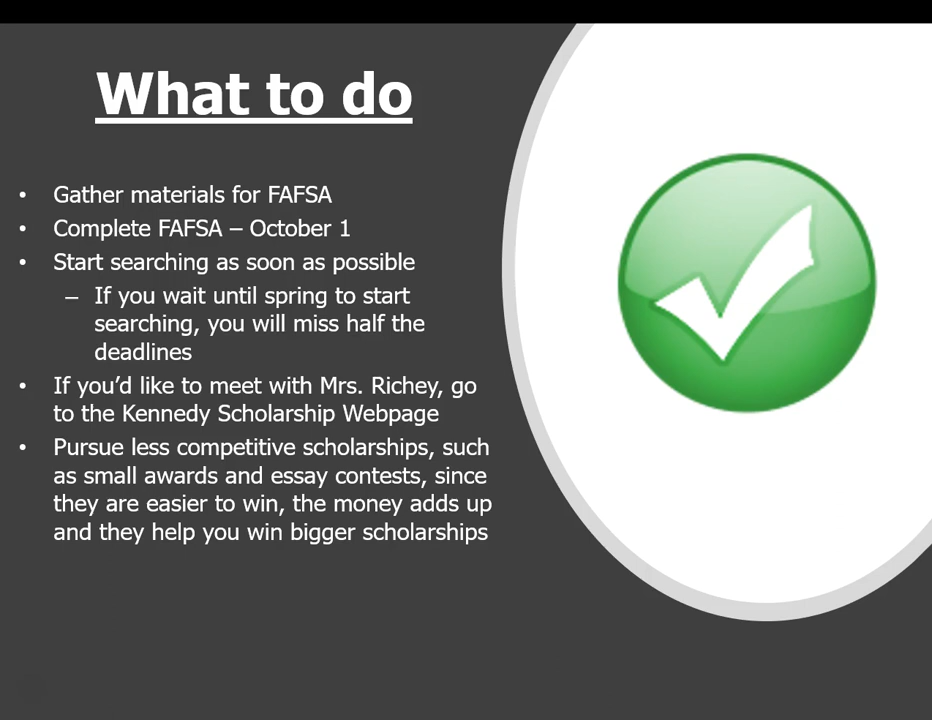 What to do
• Gather materials for FAFSA
• Complete FAFSA – October 1
• Start searching as soon as possible
– If you wait until spring to start
searching, you will miss half the
deadlines
• If you’d like to meet with Mrs. Richey, go
to the Kennedy Scholarship Webpage
• Pursue less competitive scholarships, such
as small awards and essay contests, since
they are easier to win, the money adds up
and they help you win bigger scholarships